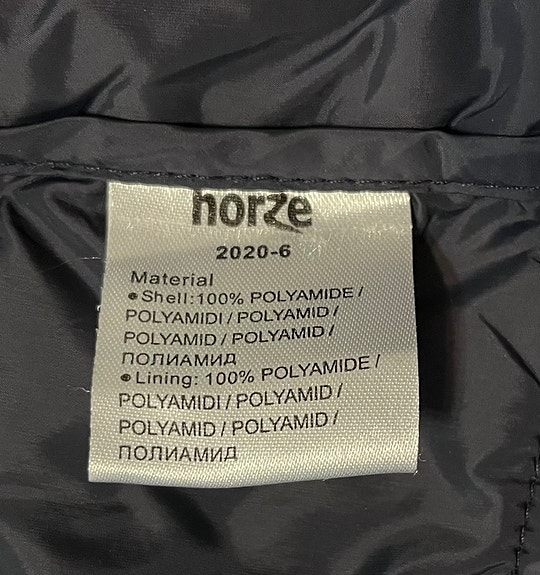 horze
2020-6
Material
●Shell:100% POLYAMIDE /
POLYAMIDI / POLYAMID /
POLYAMID / POLYAMID /
ПОЛИАМИД
●Lining: 100% POLYAMIDE /
POLYAMIDI / POLYAMID /
POLYAMID / POLYAMID /
ПОЛИАМИД